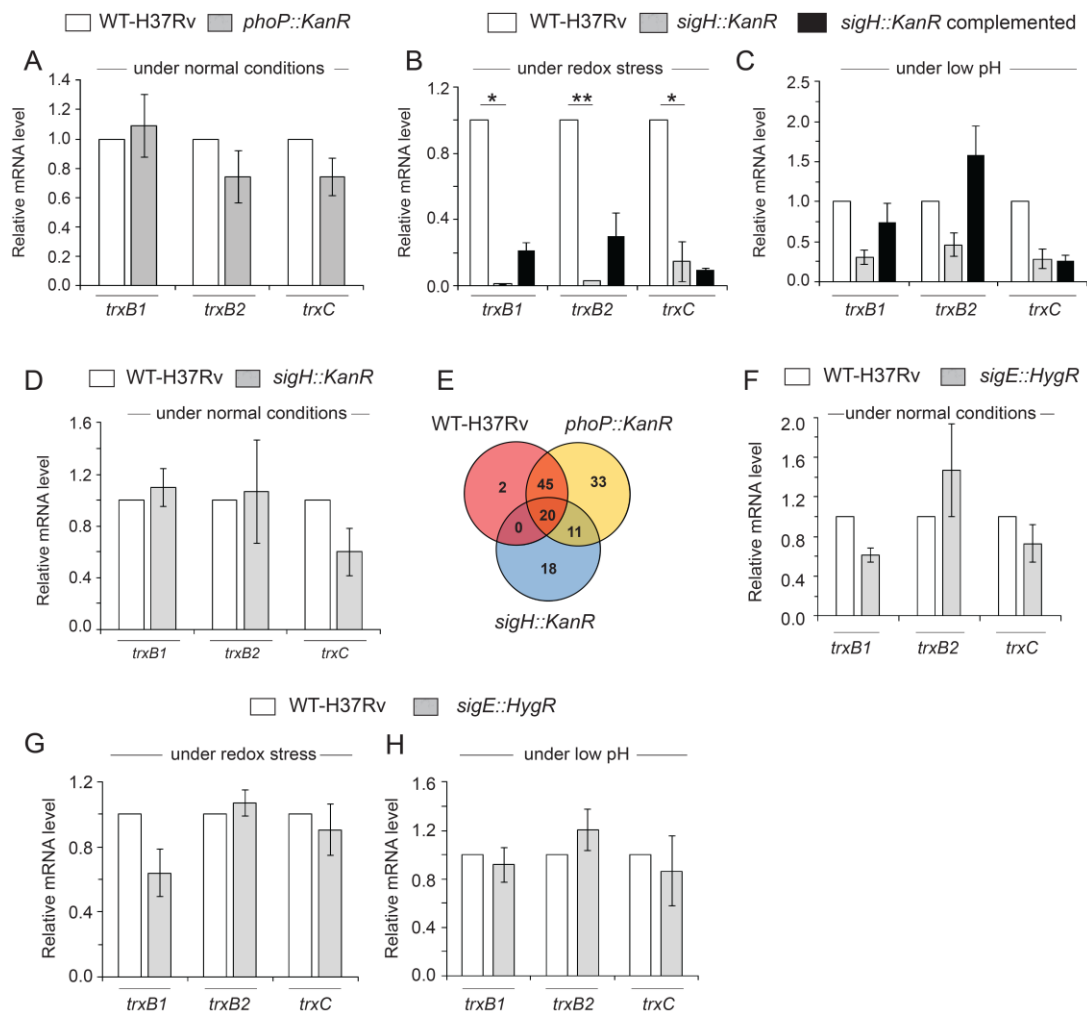 WT-H37Rv phoP::KanR
WT-H37Rv sigH::KanR sigH::KanR complemented
A
under normal conditions
Relative mRNA level
1.4
1.2
1.0
0.8
0.6
0.4
0.2
0.0
trxB1 trxB2 trxC
B
under redox stress
Relative mRNA level
* ** *
1.2
0.8
0.4
0.0
trxB1 trxB2 trxC
C
under low pH
Relative mRNA level
2.5
2.0
1.5
1.0
0.5
0.0
trxB1 trxB2 trxC
D
WT-H37Rv sigH::KanR
under normal conditions
Relative mRNA level
1.6
1.2
1.0
0.8
0.4
0.0
trxB1 trxB2 trxC
E
WT-H37Rv phoP::KanR
2 45 33
20
0 11
18
sigH::KanR
F
WT-H37Rv sigE::HygR
under normal conditions
Relative mRNA level
2.0
1.6
1.2
0.8
0.4
0.0
trxB1 trxB2 trxC
WT-H37Rv sigE::HygR
G
under redox stress
Relative mRNA level
1.2
0.8
0.4
0.0
trxB1 trxB2 trxC
H
under low pH
Relative mRNA level
1.6
1.2
0.8
0.4
0.0
trxB1 trxB2 trxC